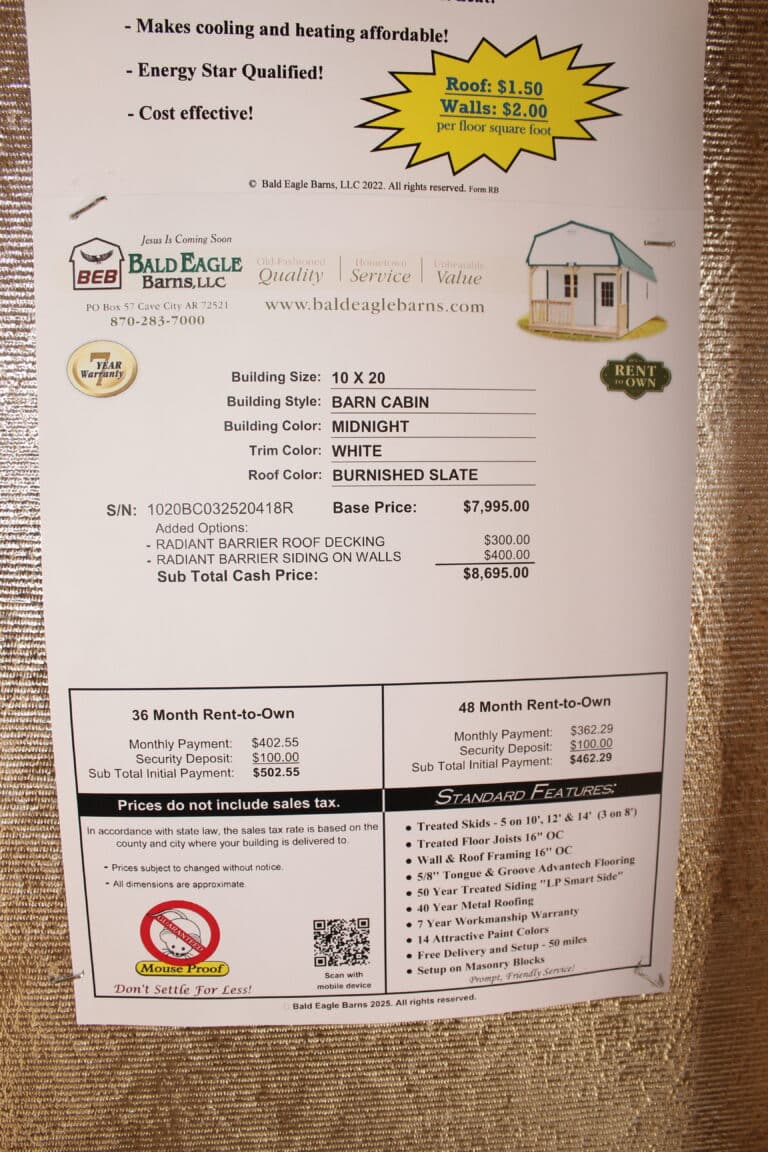 - Makes cooling and heating affordable!
- Energy Star Qualified!
- Cost effective!
Roof: $1.50
Walls: $2.00
per floor square foot
© Bald Eagle Barns, LLC 2022. All rights reserved. Form RB
Jesus Is Coming Soon
BEB
BALD EAGLE
BARNS, LLC
Old-Fashioned Quality
Hometown Service
Unbeatable Value
PO Box 57 Cave City AR 72521
870-283-7000
www.baldeaglebarns.com
7 YEAR
Warranty
RENT
TO OWN
Building Size: 10 X 20
Building Style: BARN CABIN
Building Color: MIDNIGHT
Trim Color: WHITE
Roof Color: BURNISHED SLATE
S/N: 1020BC032520418R Base Price: $7,995.00
Added Options:
- RADIANT BARRIER ROOF DECKING $300.00
- RADIANT BARRIER SIDING ON WALLS $400.00
Sub Total Cash Price: $8,695.00
36 Month Rent-to-Own
Monthly Payment: $402.55
Security Deposit: $100.00
Sub Total Initial Payment: $502.55
48 Month Rent-to-Own
Monthly Payment: $362.29
Security Deposit: $100.00
Sub Total Initial Payment: $462.29
Prices do not include sales tax.
In accordance with state law, the sales tax rate is based on the
county and city where your building is delivered to.
- Prices subject to changed without notice.
- All dimensions are approximate.
GUARANTEED
Mouse Proof
Don't Settle For Less!
Scan with
mobile device
STANDARD FEATURES:
• Treated Skids - 5 on 10', 12' & 14' (3 on 8')
• Treated Floor Joists 16" OC
• Wall & Roof Framing 16" OC
• 5/8" Tongue & Groove Advantech Flooring
• 50 Year Treated Siding "LP Smart Side"
• 40 Year Metal Roofing
• 7 Year Workmanship Warranty
• 14 Attractive Paint Colors
• Free Delivery and Setup - 50 miles
• Setup on Masonry Blocks
Prompt, Friendly Service!
Bald Eagle Barns 2025. All rights reserved.